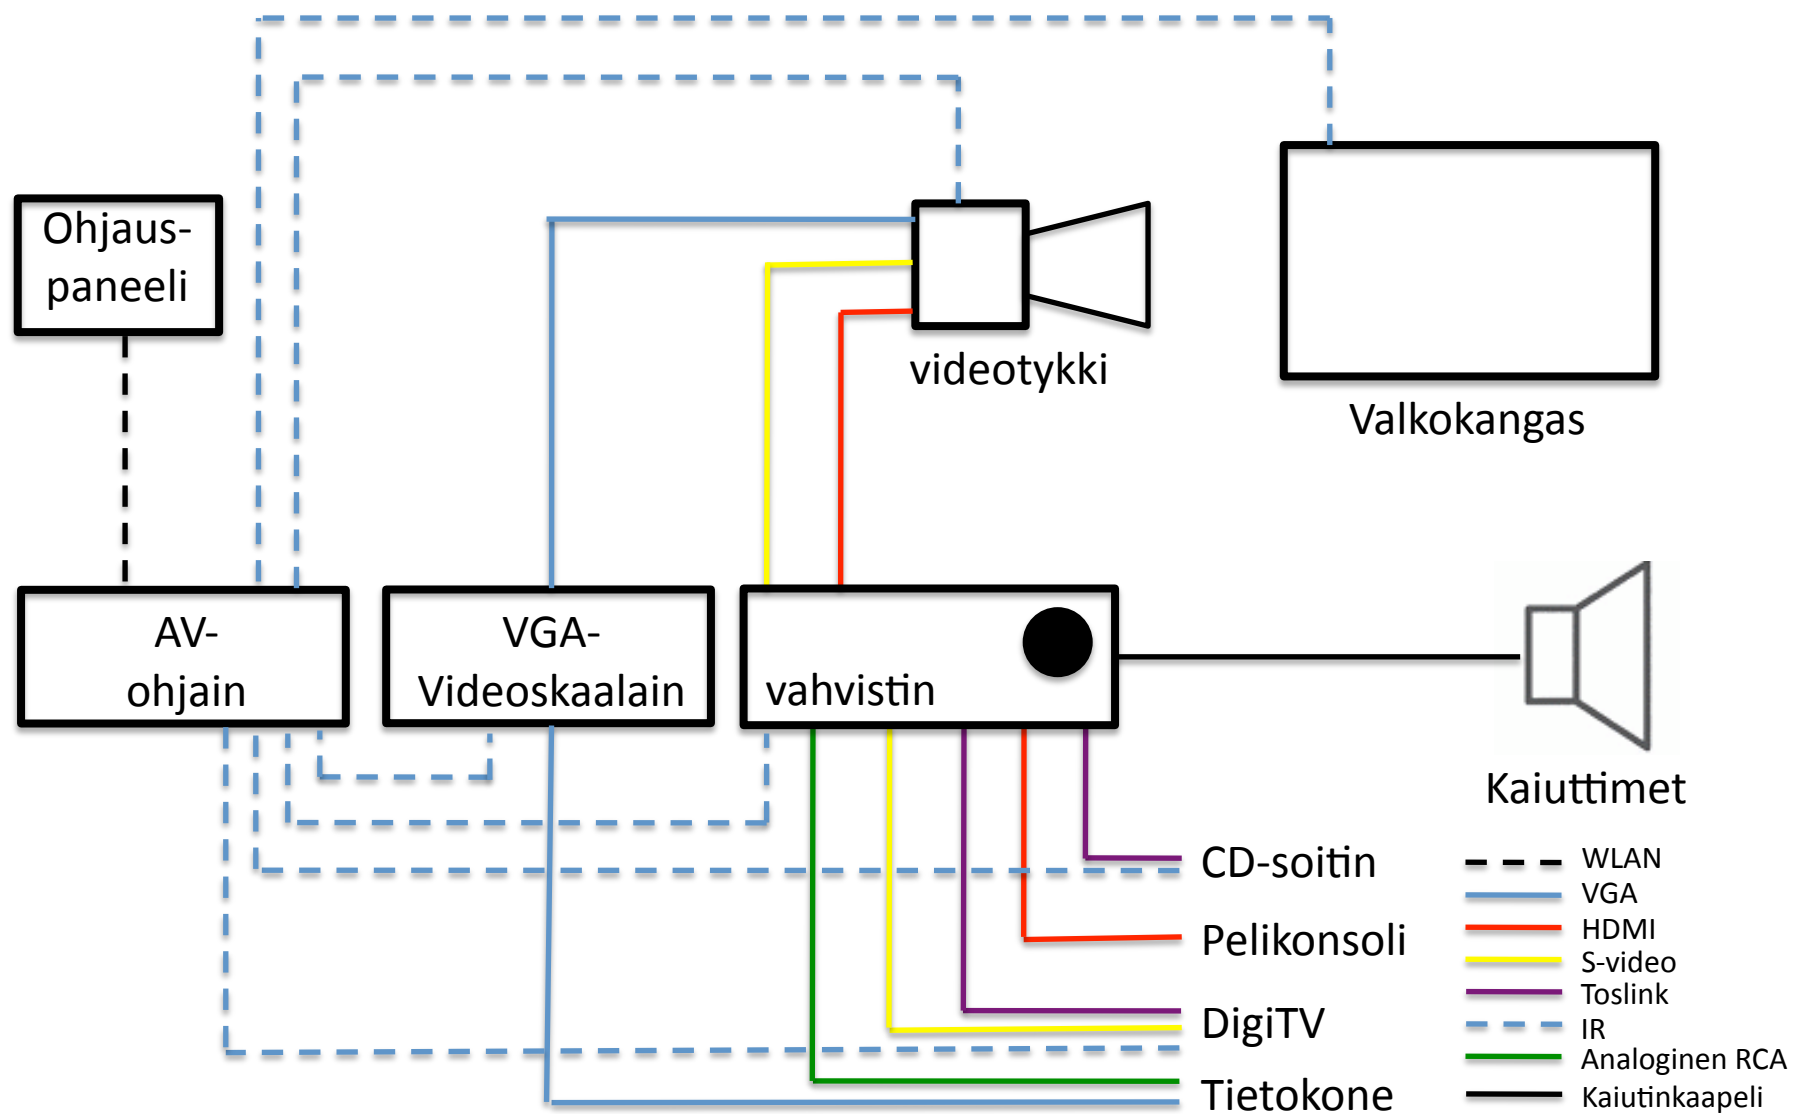 Ohjaus-
paneeli
videotykki
Valkokangas
AV-
ohjain
VGA-
Videoskaalain
vahvistin
Kaiuttimet
CD-soitin
Pelikonsoli
DigiTV
Tietokone
WLAN
VGA
HDMI
S-video
Toslink
IR
Analoginen RCA
Kaiutinkaapeli